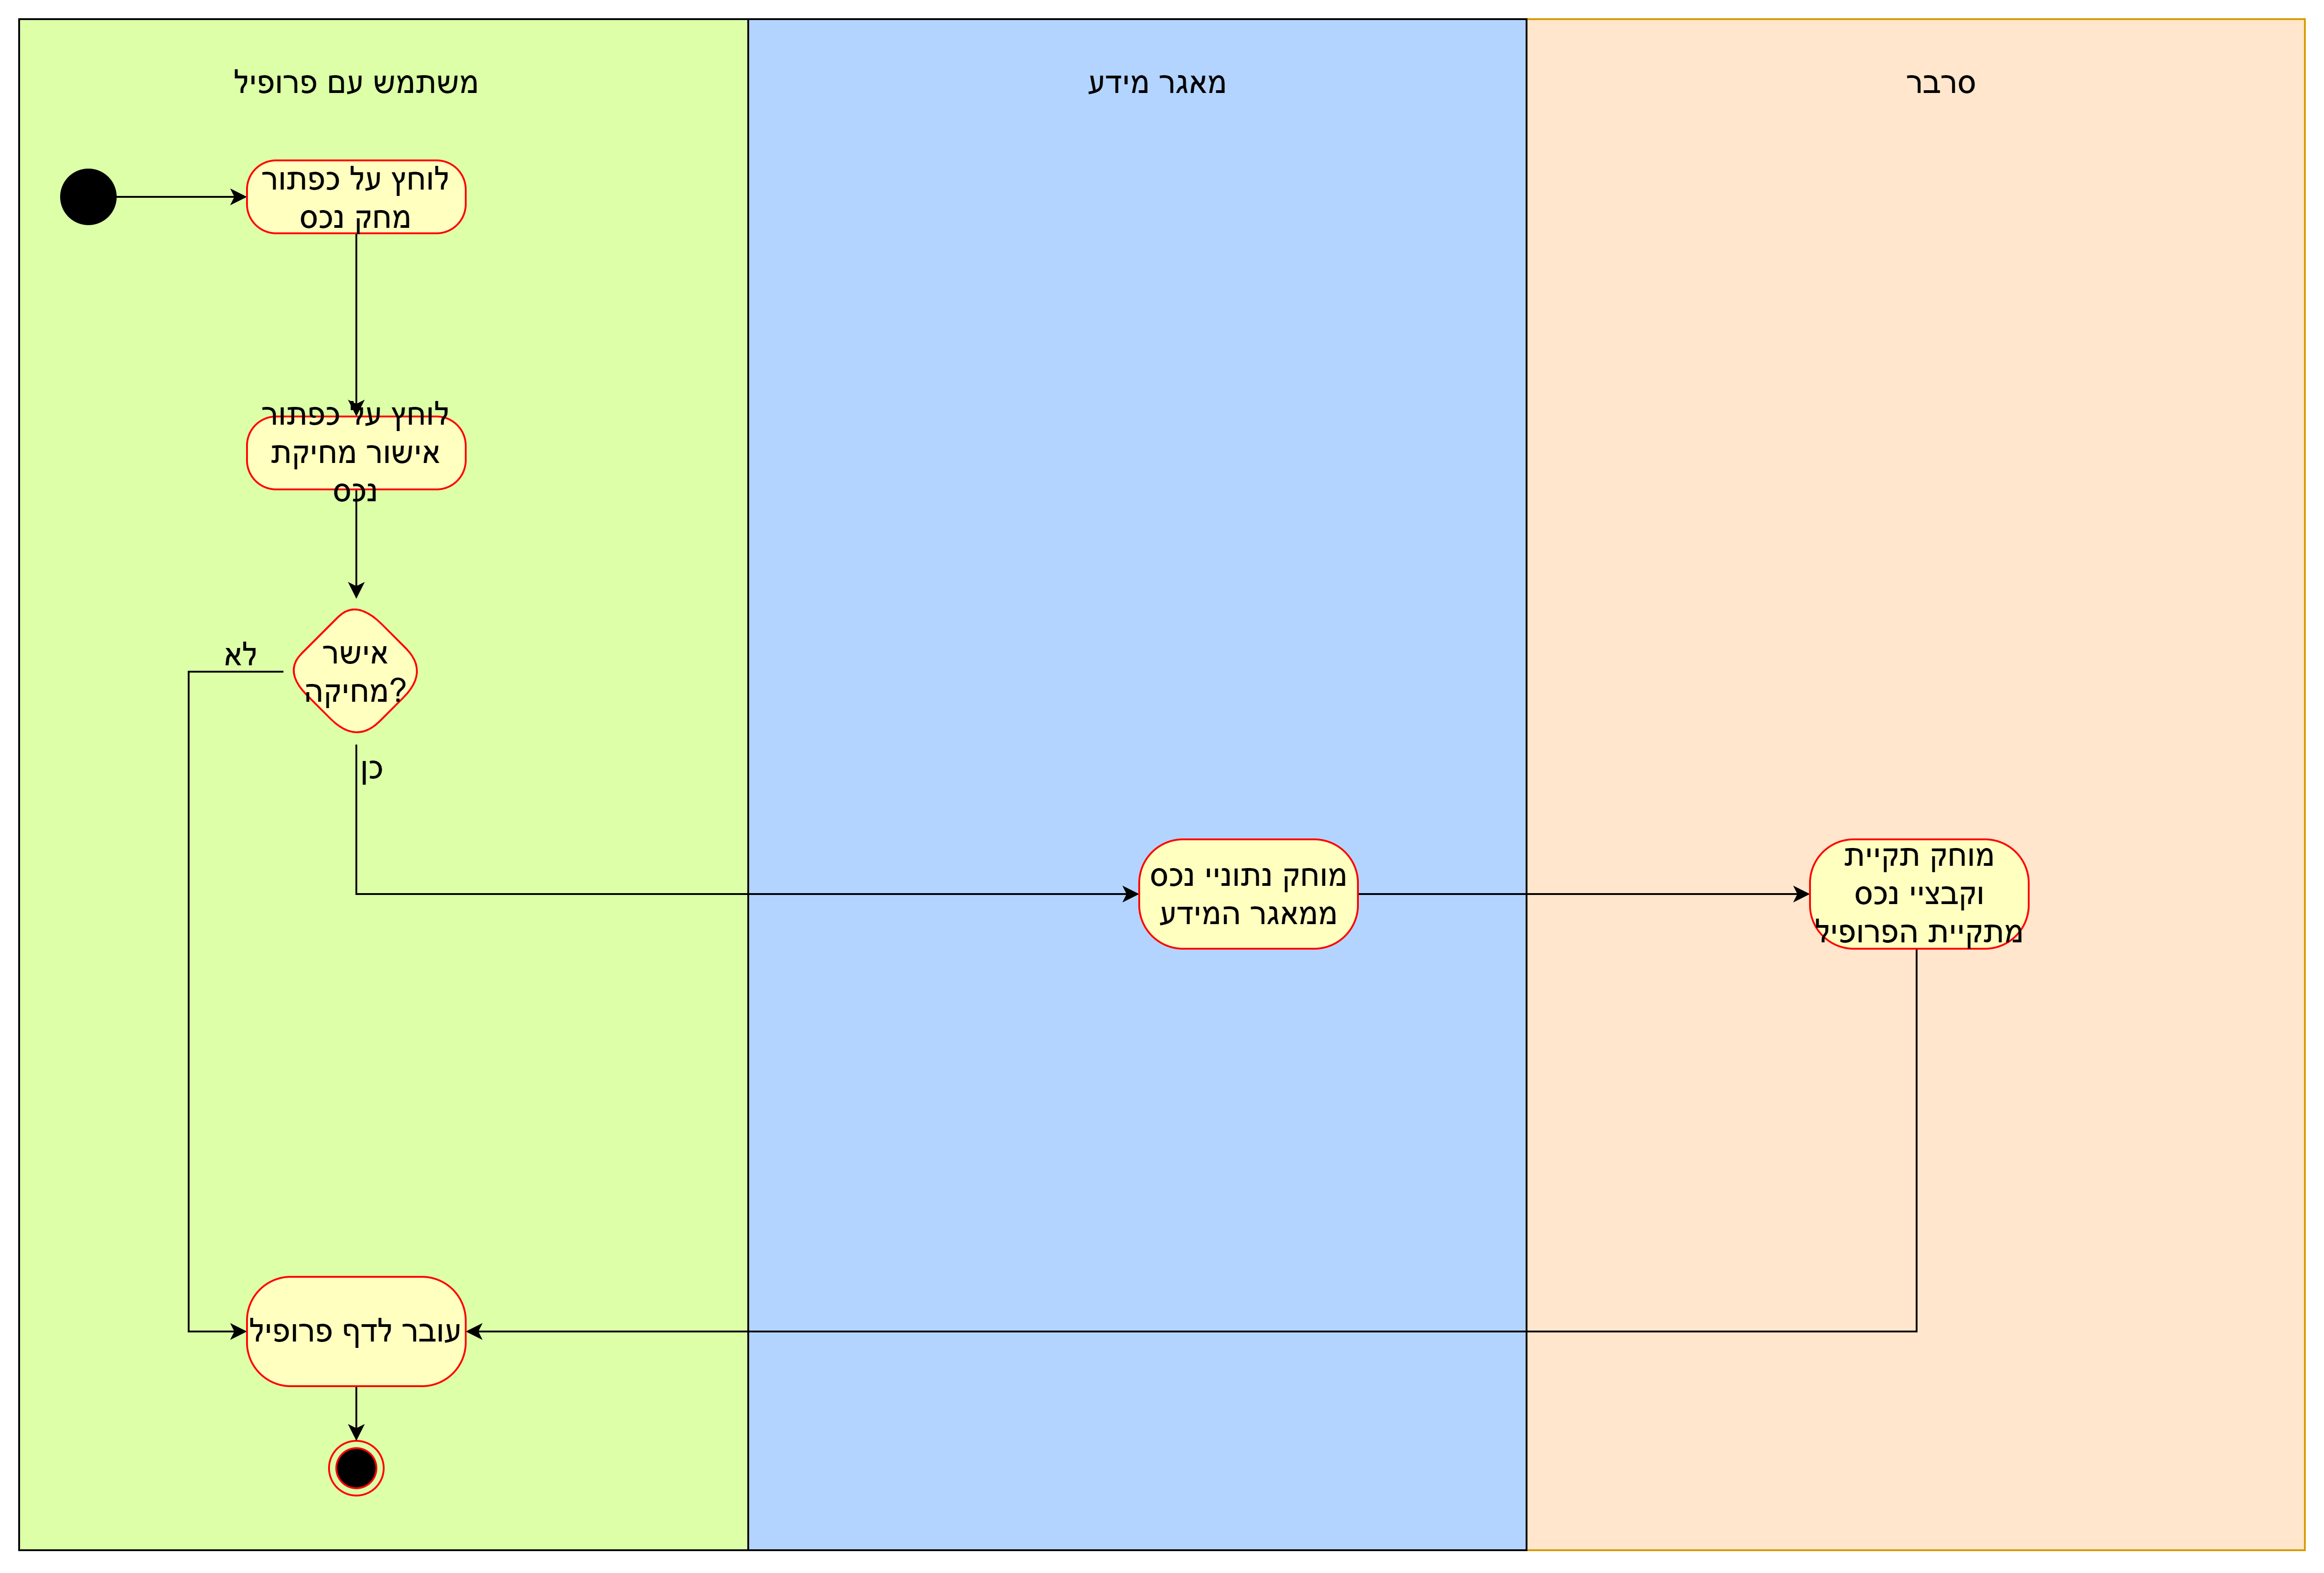 משתמש עם פרופיל
מאגר מידע
סרבר
לוחץ על כפתור
מחק נכס
לוחץ על כפתור
אישור מחיקת
נכס
אישר
מחיקה?
לא
כן
מוחק נתוניי נכס
ממאגר המידע
מוחק תקיית
וקבציי נכס
מתקיית הפרופיל
עובר לדף פרופיל